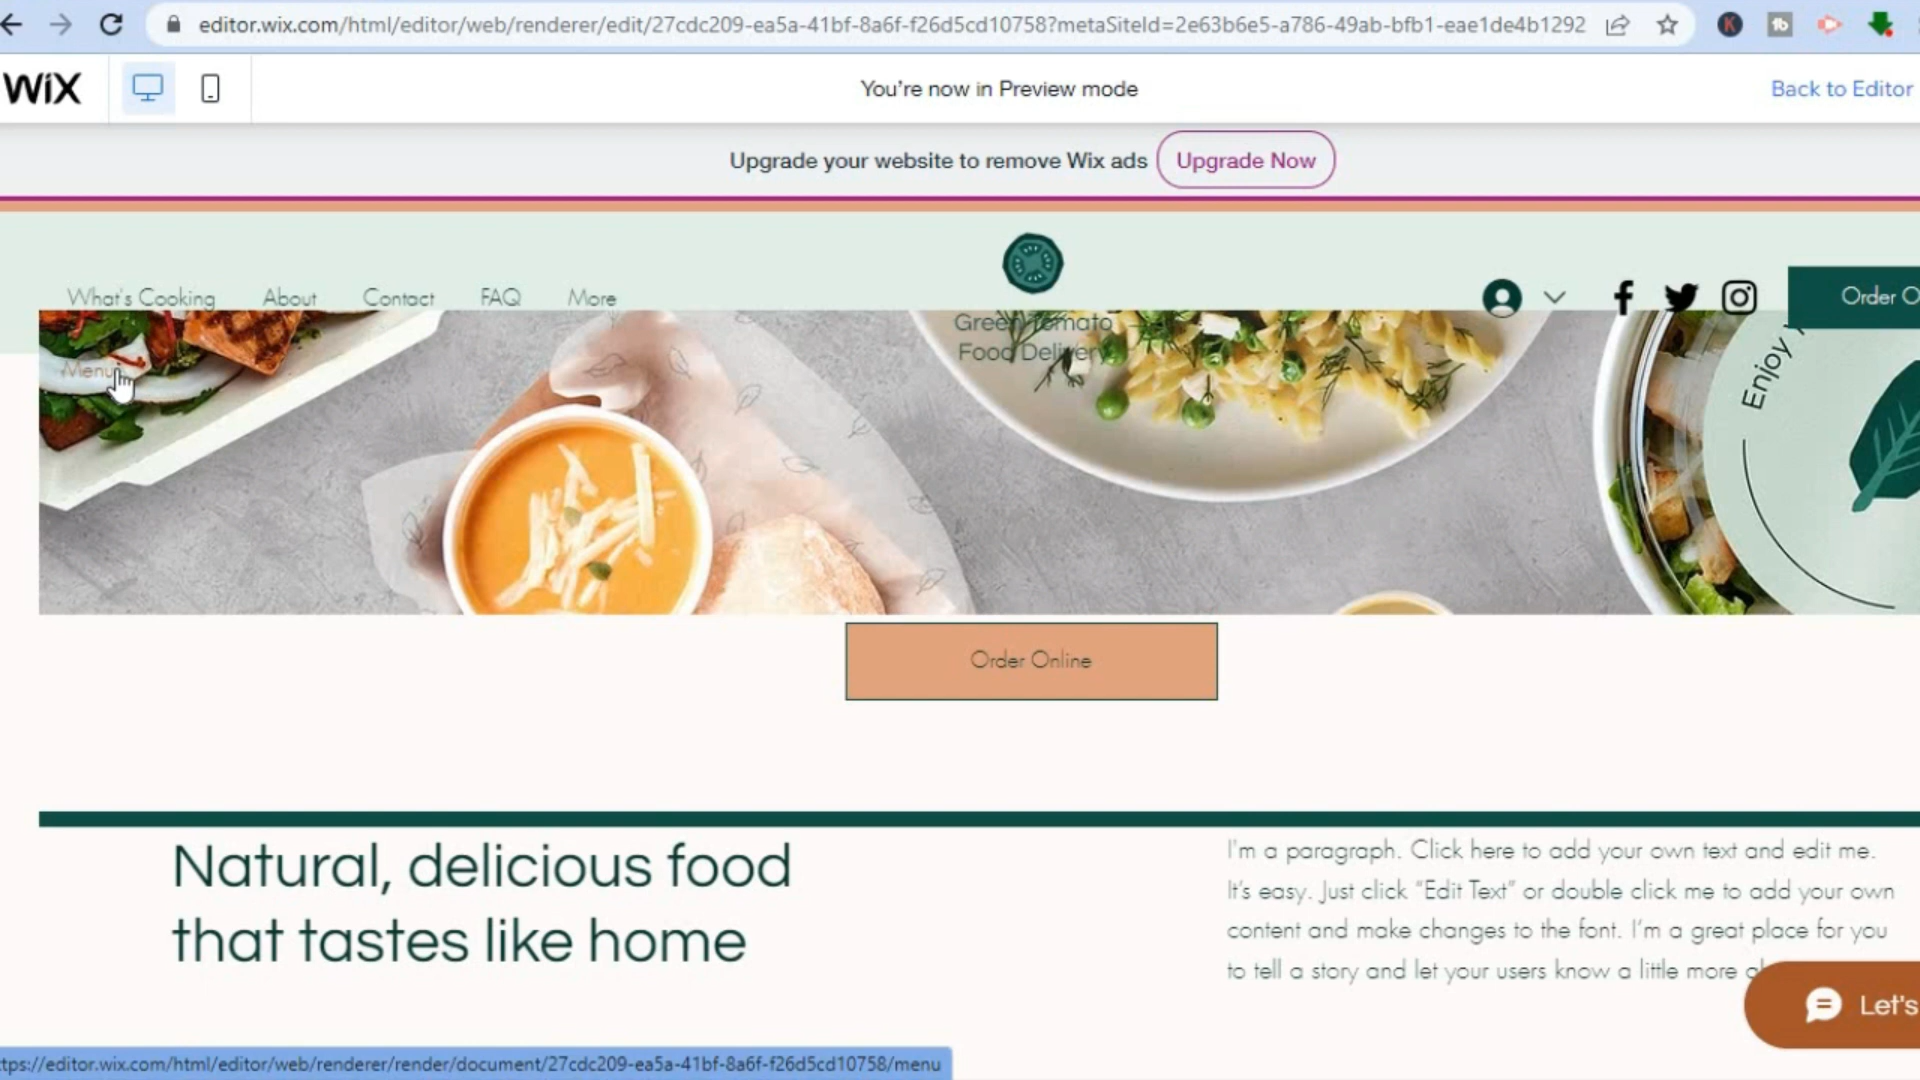 editor.wix.com/html/editor/web/renderer/edit/27cdc209-ea5a-41bf-8a6f-f26d5cd10758?metaSiteId=2e63b6e5-a786-49ab-bfb1-eae1de4b1292
K
tb
WiX
You're now in Preview mode
Back to Editor
Upgrade your website to remove Wix ads
Upgrade Now
What's Cooking
About
Contact
FAQ
More
Green Tomato
Food Delivery
Order O
Menu
Enjoy
Order Online
Natural, delicious food
that tastes like home
I'm a paragraph. Click here to add your own text and edit me.
It's easy. Just click "Edit Text" or double click me to add your own
content and make changes to the font. I'm a great place for you
to tell a story and let your users know a little more
Let's
tps://editor.wix.com/html/editor/web/renderer/render/document/27cdc209-ea5a-41bf-8a6f-f26d5cd10758/menu